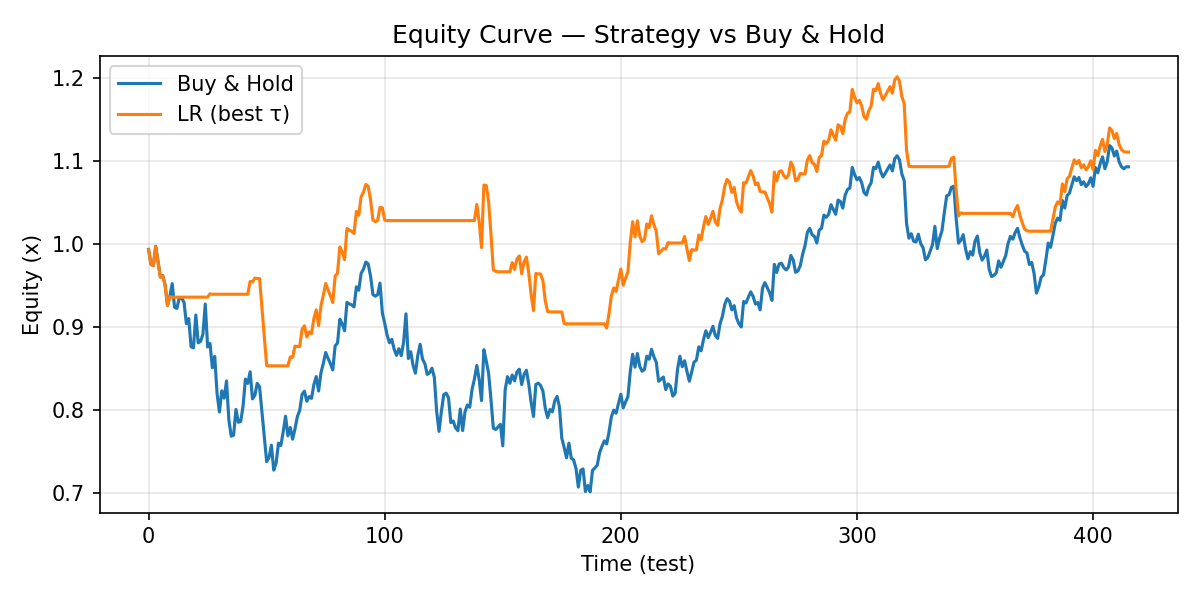 Equity Curve — Strategy vs Buy & Hold
Buy & Hold
LR (best τ)
Equity (x)
1.2
1.1
1.0
0.9
0.8
0.7
0
100
200
300
400
Time (test)